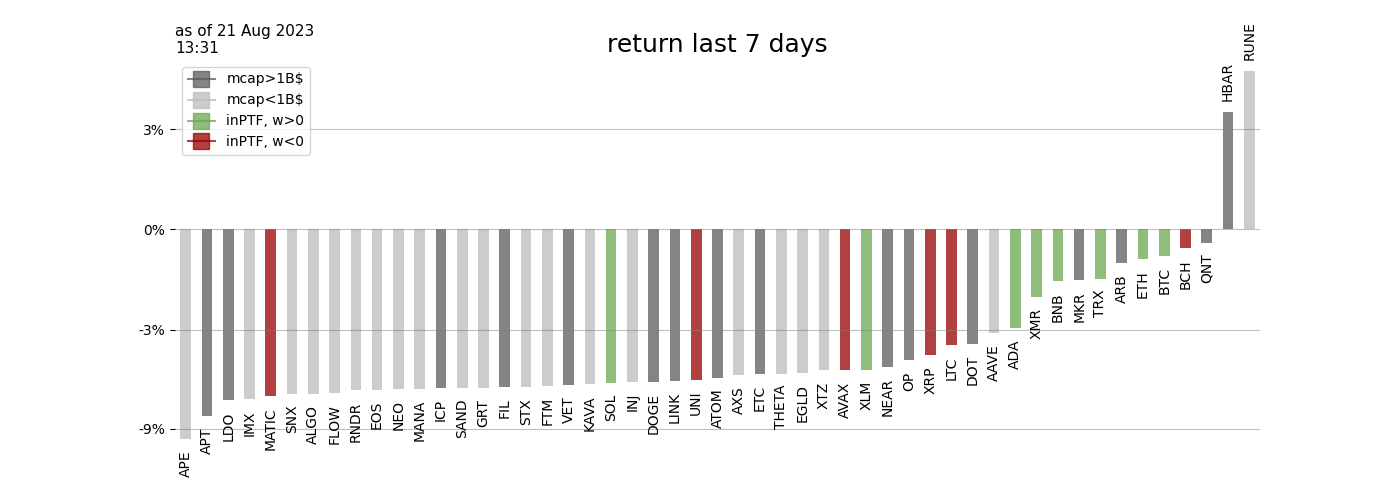 as of 21 Aug 2023
13:31
return last 7 days
mcap>1B$
mcap<1B$
inPTF, w>0
inPTF, w<0
3%
0%
-3%
-9%
APE
APT
LDO
IMX
MATIC
SNX
ALGO
FLOW
RNDR
EOS
NEO
MANA
ICP
SAND
GRT
FIL
STX
FTM
VET
KAVA
SOL
INJ
DOGE
LINK
UNI
ATOM
AXS
ETC
THETA
EGLD
XTZ
AVAX
XLM
NEAR
OP
XRP
LTC
DOT
AAVE
ADA
XMR
BNB
MKR
TRX
ARB
ETH
BTC
BCH
QNT
HBAR
RUNE